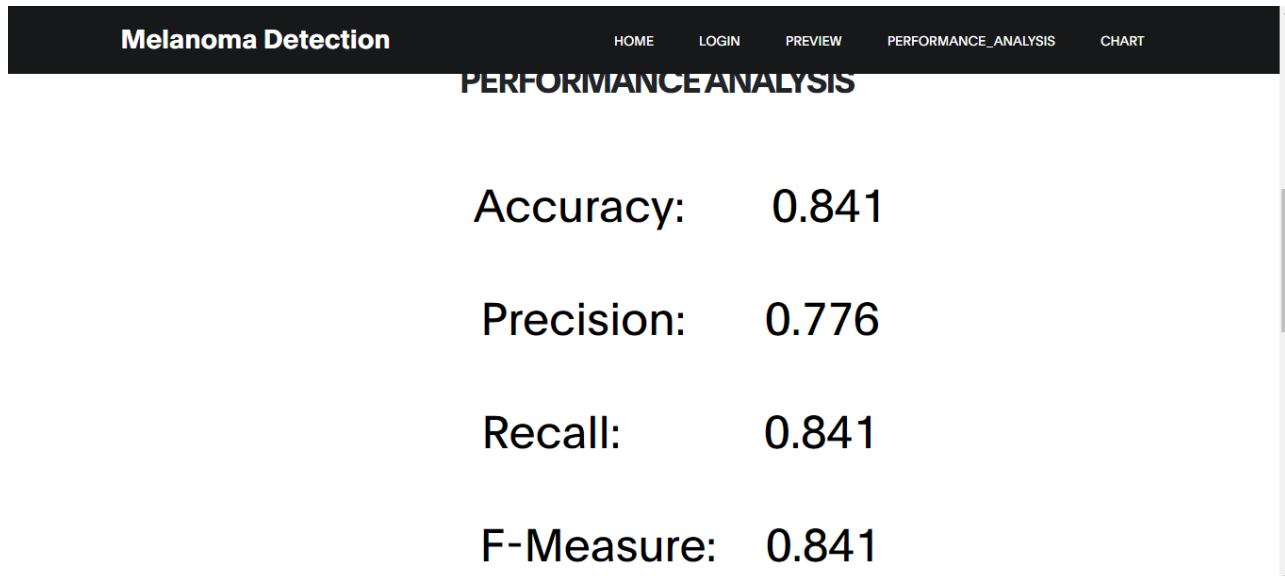 Melanoma Detection HOME LOGIN PREVIEW PERFORMANCE_ANALYSIS CHART
PERFORMANCE ANALYSIS
Accuracy: 0.841
Precision: 0.776
Recall: 0.841
F-Measure: 0.841